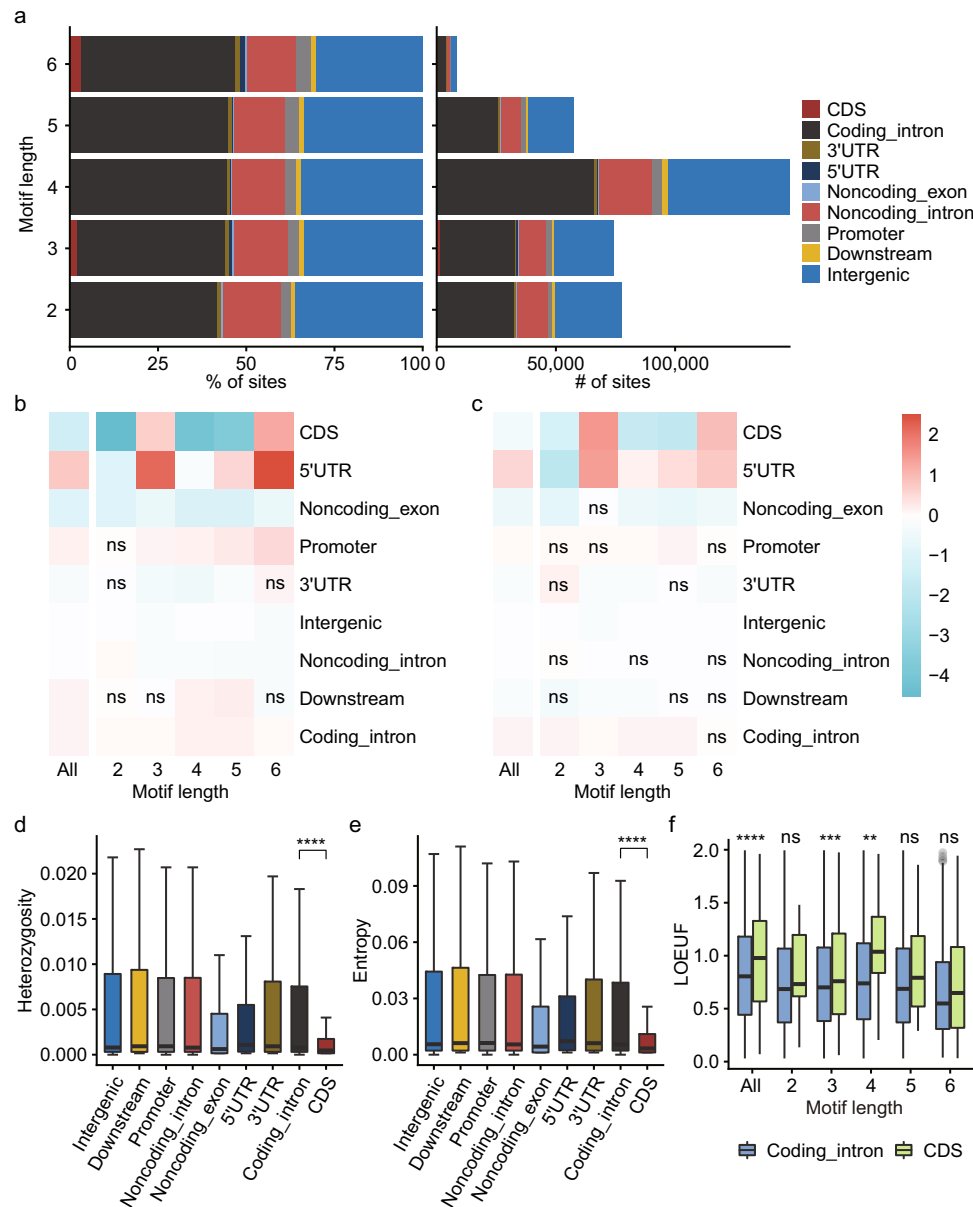 a
Motif length
6
5
4
3
2
0
25
50
75
100
% of sites
0
50,000
100,000
# of sites
CDS
Coding_intron
3'UTR
5'UTR
Noncoding_exon
Noncoding_intron
Promoter
Downstream
Intergenic
b
CDS
5'UTR
Noncoding_exon
ns Promoter
ns ns 3'UTR
Intergenic
Noncoding_intron
ns ns ns Downstream
Coding_intron
All 2 3 4 5 6
Motif length
c
CDS
5'UTR
ns Noncoding_exon
ns ns ns Promoter
ns ns 3'UTR
Intergenic
ns ns ns Noncoding_intron
ns ns ns Downstream
ns Coding_intron
All 2 3 4 5 6
Motif length
2
1
0
−1
−2
−3
−4
d
Heterozygosity
0.020
0.015
0.010
0.005
0.000
****
Intergenic
Downstream
Promoter
Noncoding_intron
Noncoding_exon
5'UTR
3'UTR
Coding_intron
CDS
e
Entropy
0.09
0.06
0.03
0.00
****
Intergenic
Downstream
Promoter
Noncoding_intron
Noncoding_exon
5'UTR
3'UTR
Coding_intron
CDS
f
LOEUF
2.0
1.5
1.0
0.5
0.0
**** ns *** ** ns ns
All 2 3 4 5 6
Motif length
Coding_intron CDS